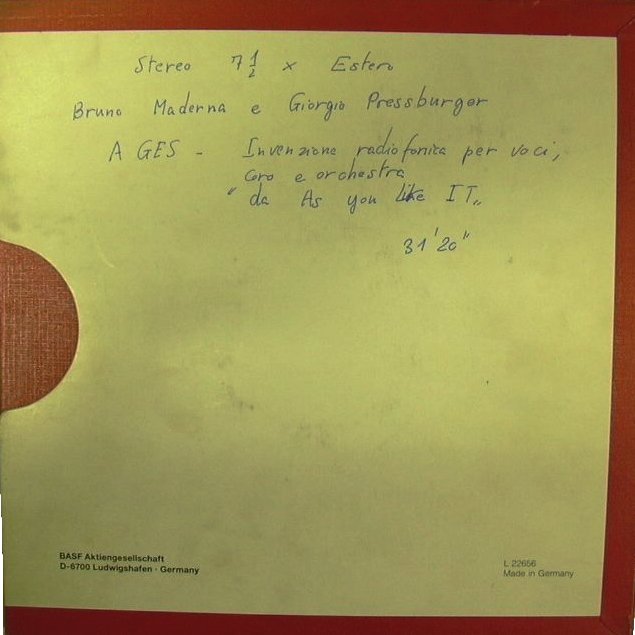 Stereo 7 1/2 x Estero
Bruno Maderna e Giorgio Pressburger
A GES - Invenzione radiofonica per voci,
Coro e orchestra
" da As you like IT "
31'20"
BASF Aktiengesellschaft
D-6700 Ludwigshafen · Germany
L 22656
Made in Germany